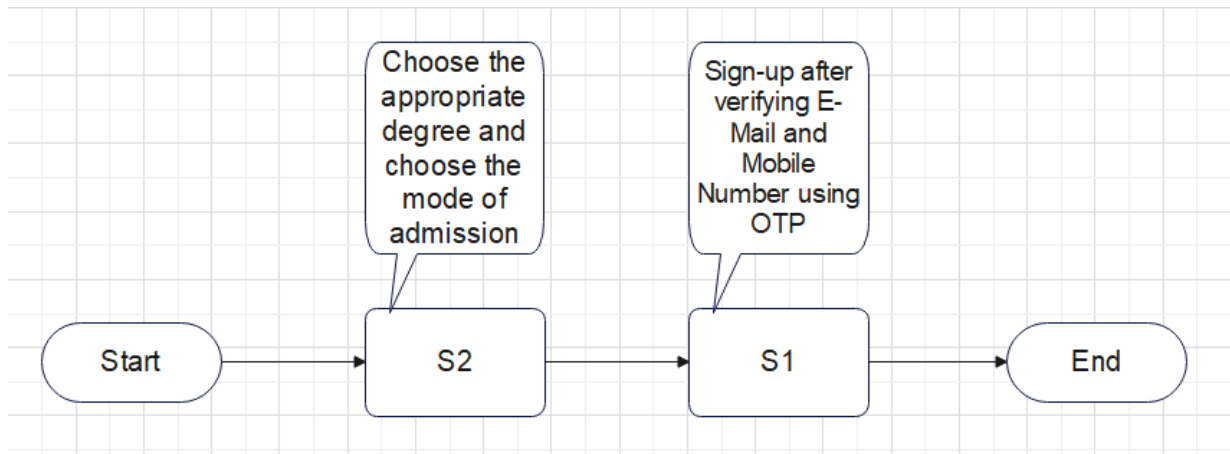 Choose the
appropriate
degree and
choose the
mode of
admission
Sign-up after
verifying E-
Mail and
Mobile
Number using
OTP
Start
S2
S1
End